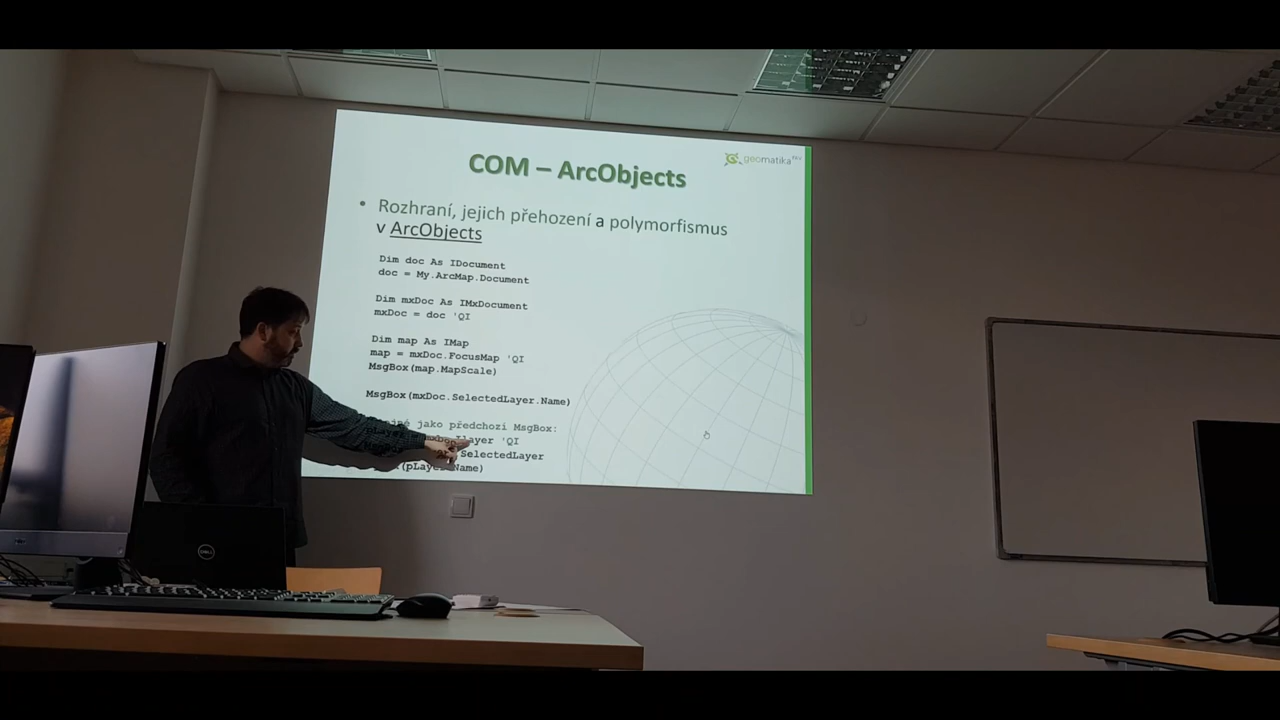 COM – ArcObjects
geomatika
• Rozhraní, jejich přehození a polymorfismus
v ArcObjects
Dim doc As IDocument
doc = My.ArcMap.Document
Dim mxDoc As IMxDocument
mxDoc = doc 'QI
Dim map As IMap
map = mxDoc.FocusMap 'QI
MsgBox(map.MapScale)
MsgBox(mxDoc.SelectedLayer.Name)
jako předchozi MsgBox:
'QI
SelectedLayer
DELL